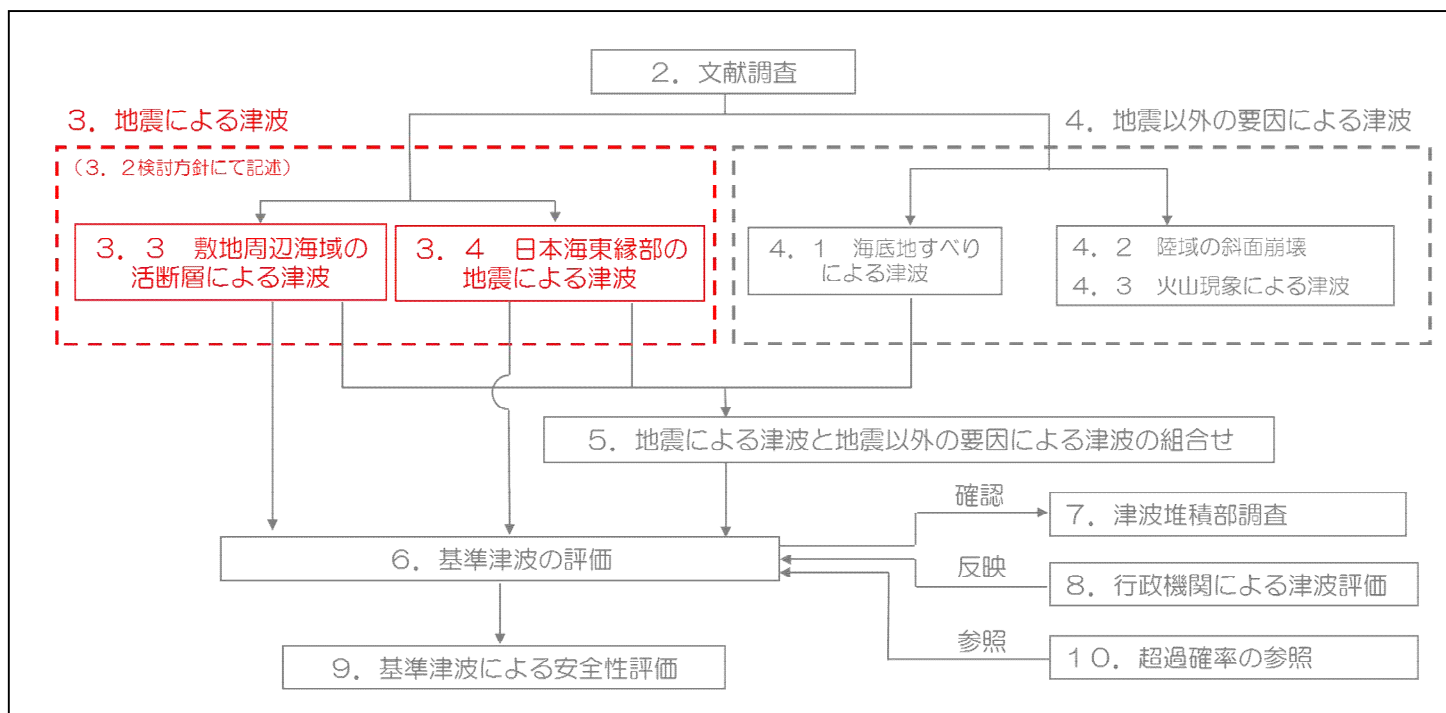 ２．文献調査
３．地震による津波
（３．２検討方針にて記述）
３．３　敷地周辺海域の
活断層による津波
３．４　日本海東縁部の
地震による津波
４．地震以外の要因による津波
４．１　海底地すべり
による津波
４．２　陸域の斜面崩壊
４．３　火山現象による津波
５．地震による津波と地震以外の要因による津波の組合せ
６．基準津波の評価
確認
７．津波堆積部調査
反映
８．行政機関による津波評価
参照
１０．超過確率の参照
９．基準津波による安全性評価